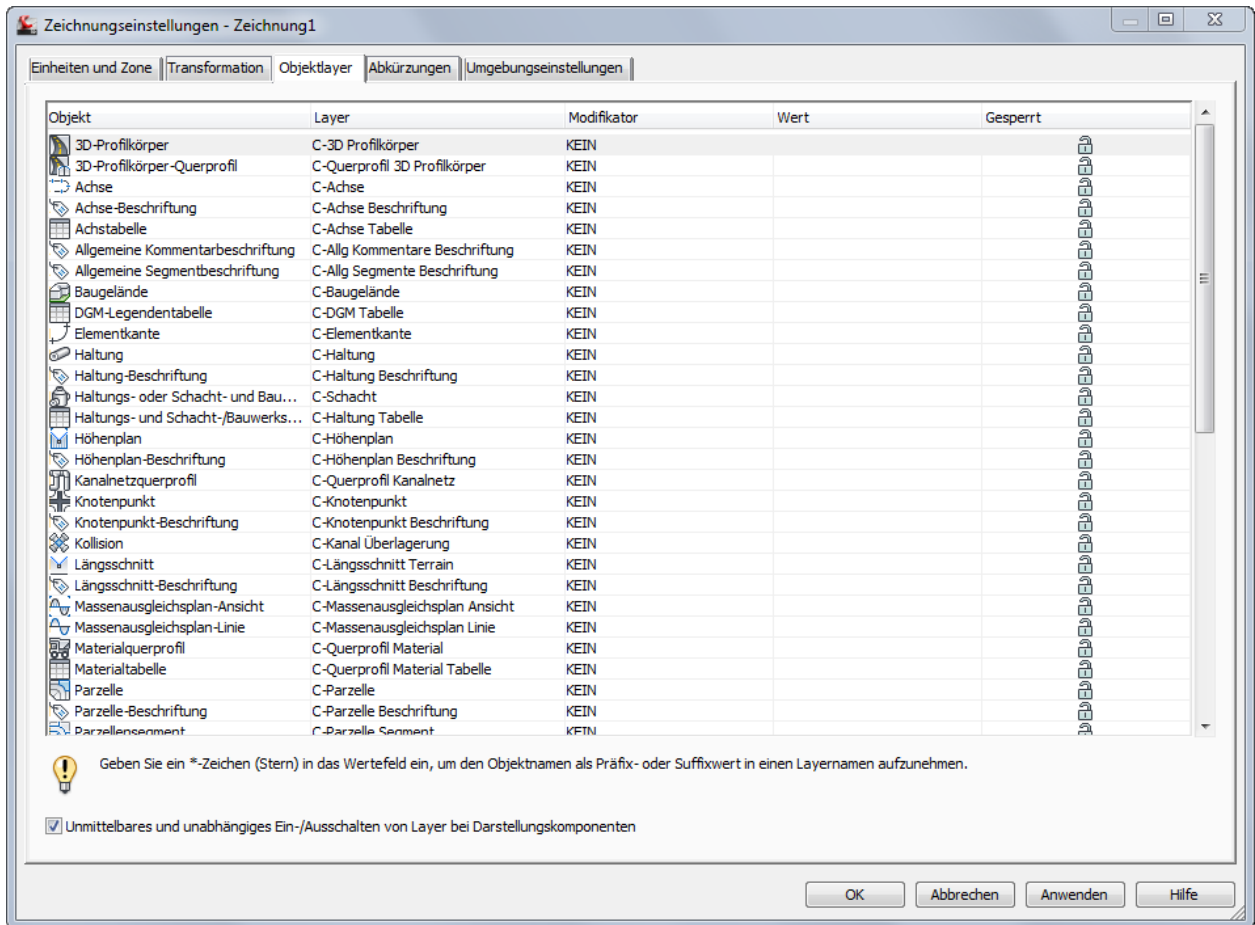 Zeichnungseinstellungen - Zeichnung1
Einheiten und Zone Transformation Objektlayer Abkürzungen Umgebungseinstellungen
Objekt Layer Modifikator Wert Gesperrt
3D-Profilkörper C-3D Profilkörper KEIN
3D-Profilkörper-Querprofil C-Querprofil 3D Profilkörper KEIN
Achse C-Achse KEIN
Achse-Beschriftung C-Achse Beschriftung KEIN
Achstabelle C-Achse Tabelle KEIN
Allgemeine Kommentarbeschriftung C-Allg Kommentare Beschriftung KEIN
Allgemeine Segmentbeschriftung C-Allg Segmente Beschriftung KEIN
Baugelände C-Baugelände KEIN
DGM-Legendentabelle C-DGM Tabelle KEIN
Elementkante C-Elementkante KEIN
Haltung C-Haltung KEIN
Haltung-Beschriftung C-Haltung Beschriftung KEIN
Haltungs- oder Schacht- und Bau... C-Schacht KEIN
Haltungs- und Schacht-/Bauwerks... C-Haltung Tabelle KEIN
Höhenplan C-Höhenplan KEIN
Höhenplan-Beschriftung C-Höhenplan Beschriftung KEIN
Kanalnetzquerprofil C-Querprofil Kanalnetz KEIN
Knotenpunkt C-Knotenpunkt KEIN
Knotenpunkt-Beschriftung C-Knotenpunkt Beschriftung KEIN
Kollision C-Kanal Überlagerung KEIN
Längsschnitt C-Längsschnitt Terrain KEIN
Längsschnitt-Beschriftung C-Längsschnitt Beschriftung KEIN
Massenausgleichsplan-Ansicht C-Massenausgleichsplan Ansicht KEIN
Massenausgleichsplan-Linie C-Massenausgleichsplan Linie KEIN
Materialquerprofil C-Querprofil Material KEIN
Materialtabelle C-Querprofil Material Tabelle KEIN
Parzelle C-Parzelle KEIN
Parzelle-Beschriftung C-Parzelle Beschriftung KEIN
Parzellensegment C-Parzelle Segment KEIN
Geben Sie ein *-Zeichen (Stern) in das Wertefeld ein, um den Objektnamen als Präfix- oder Suffixwert in einen Layernamen aufzunehmen.
Unmittelbares und unabhängiges Ein-/Ausschalten von Layer bei Darstellungskomponenten
OK Abbrechen Anwenden Hilfe